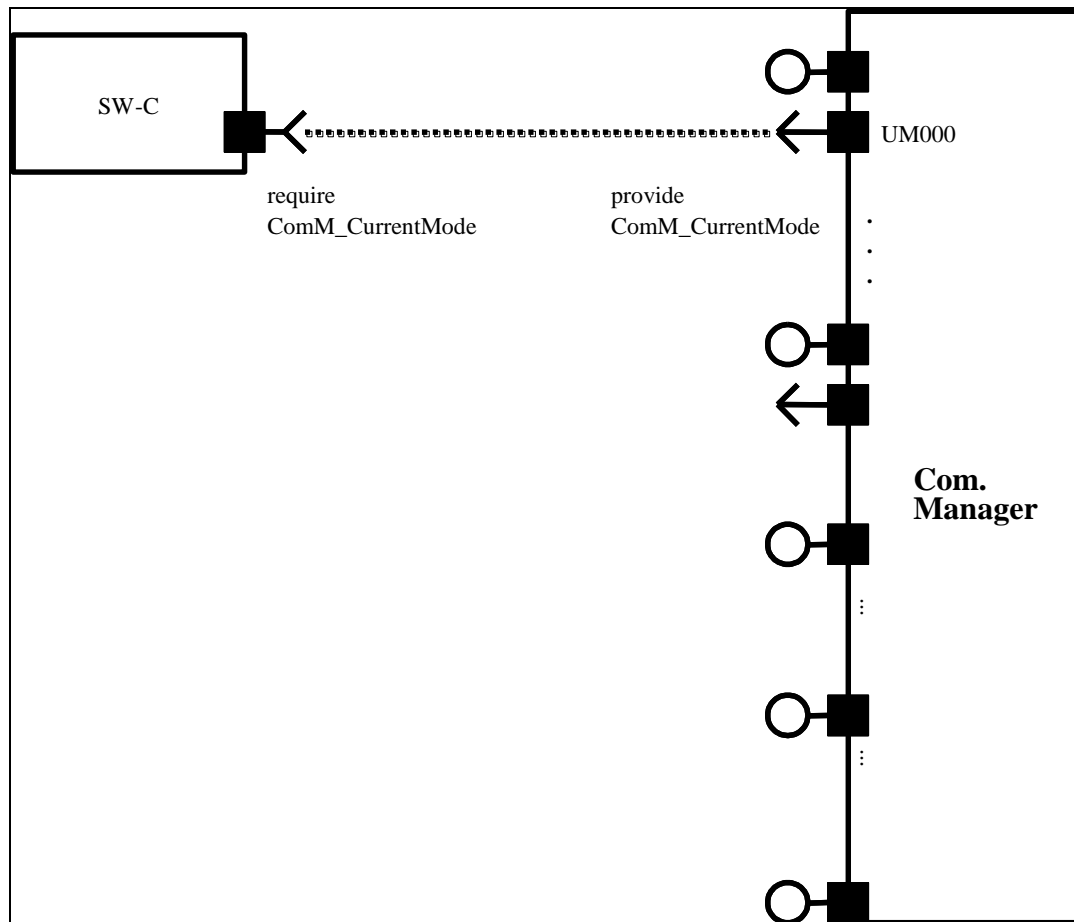 SW-C
UM000
require
ComM_CurrentMode
provide
ComM_CurrentMode
.
.
.
Com.
Manager
...
...